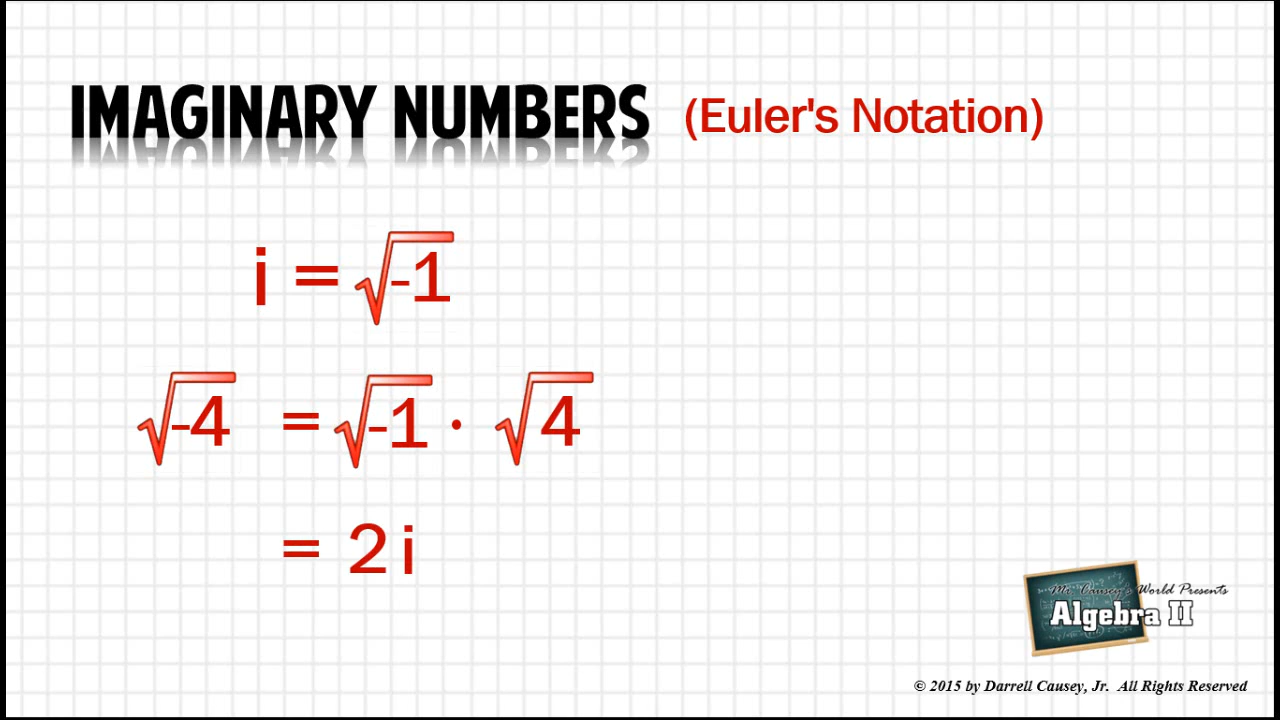 IMAGINARY NUMBERS (Euler's Notation)
i = √-1
√-4 = √-1 · √4
= 2i
Mr. Causey's World Presents
Algebra II
© 2015 by Darrell Causey, Jr. All Rights Reserved